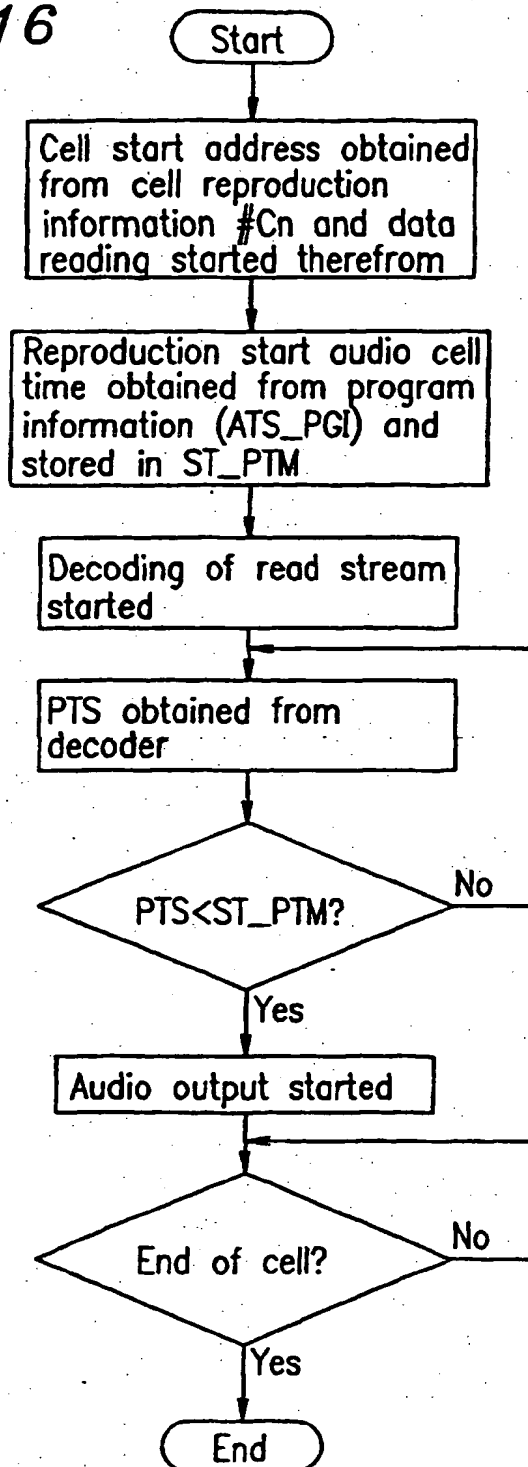 16
Start
Cell start address obtained
from cell reproduction
information #Cn and data
reading started therefrom
Reproduction start audio cell
time obtained from program
information (ATS_PGI) and
stored in ST_PTM
Decoding of read stream
started
PTS obtained from
decoder
PTS<ST_PTM?
No
Yes
Audio output started
End of cell?
No
Yes
End